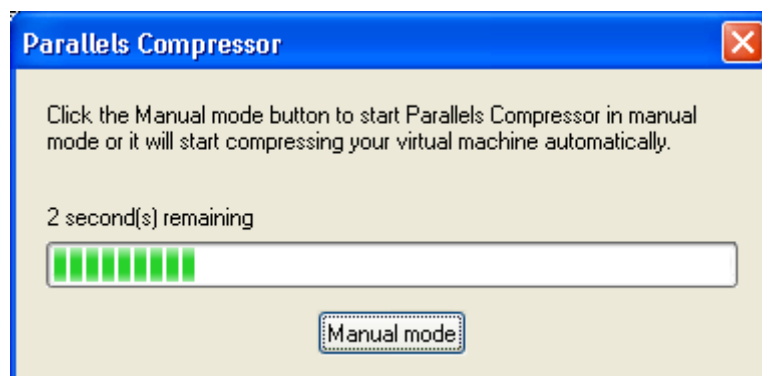 Parallels Compressor
Click the Manual mode button to start Parallels Compressor in manual
mode or it will start compressing your virtual machine automatically.
2 second(s) remaining
Manual mode